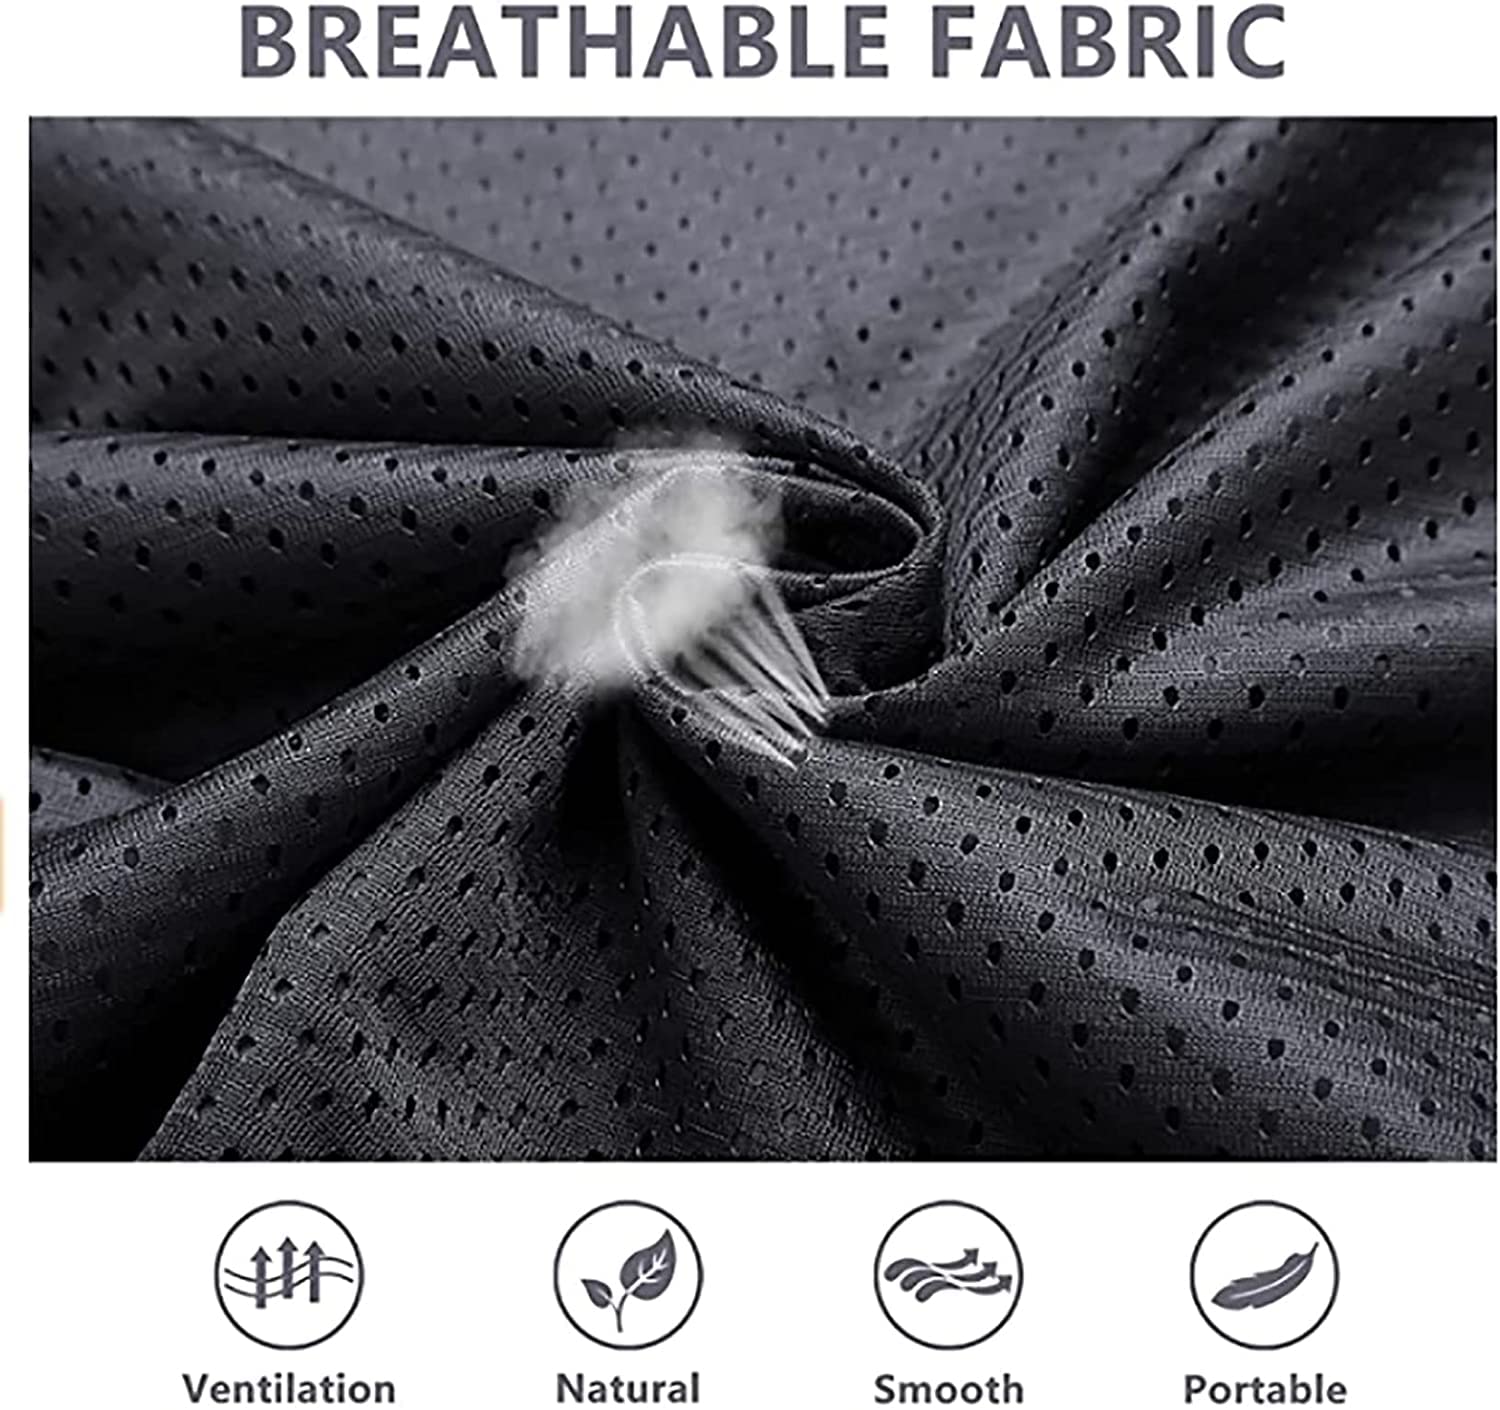 BREATHABLE FABRIC
Ventilation
Natural
Smooth
Portable